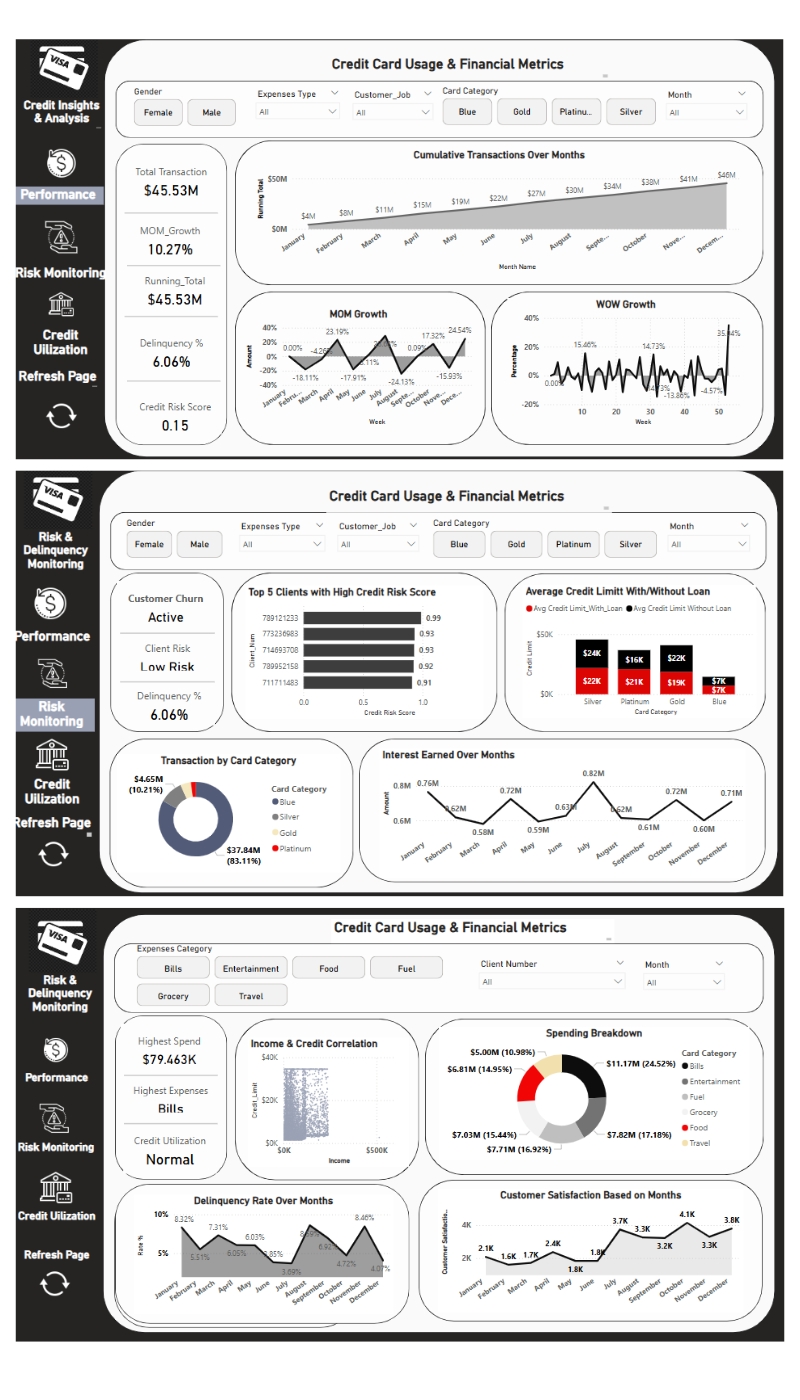 VISA
Credit Insights
& Analysis
Performance
Risk Monitoring
Credit
Uilization
Refresh Page
Credit Card Usage & Financial Metrics
Gender
Female
Male
Expenses Type
All
Customer_Job
All
Card Category
Blue
Gold
Platinu...
Silver
Month
All
Total Transaction
$45.53M
MOM_Growth
10.27%
Running_Total
$45.53M
Delinquency %
6.06%
Credit Risk Score
0.15
Cumulative Transactions Over Months
Running Total
$50M
$0M
$4M
$8M
$11M
$15M
$19M
$22M
$27M
$30M
$34M
$38M
$41M
$46M
January
February
March
April
May
June
July
August
Septe...
October
Nove...
Decem...
Month Name
MOM Growth
Amount
40%
20%
0%
-20%
-40%
0.00%
-18.11%
23.19%
-17.91%
-24.13%
0.09%
17.32%
-15.93%
24.54%
January
Febru...
March
April
May
June
July
August
Septe...
October
Nove...
Dece...
Week
WOW Growth
Percentage
40%
20%
0%
-20%
0.00%
15.46%
14.73%
-13.86%
-4.57%
10
20
30
40
50
Week
VISA
Risk &
Delinquency
Monitoring
Performance
Risk
Monitoring
Credit
Uilization
Refresh Page
Credit Card Usage & Financial Metrics
Gender
Female
Male
Expenses Type
All
Customer_Job
All
Card Category
Blue
Gold
Platinum
Silver
Month
All
Customer Churn
Active
Client Risk
Low Risk
Delinquency %
6.06%
Top 5 Clients with High Credit Risk Score
Client_Num
789121233
0.99
773236983
0.93
714693708
0.93
789952158
0.92
711711483
0.91
0.0
0.5
1.0
Credit Risk Score
Average Credit Limitt With/Without Loan
Avg Credit Limit_With_Loan
Avg Credit Limit Without Loan
Credit Limit
$50K
$0K
$24K
$22K
$16K
$21K
$22K
$19K
$7K
$7K
Silver
Platinum
Gold
Blue
Card Category
Transaction by Card Category
$4.65M
(10.21%)
$37.84M
(83.11%)
Card Category
Blue
Silver
Gold
Platinum
Interest Earned Over Months
Amount
0.8M
0.6M
0.76M
0.62M
0.58M
0.72M
0.59M
0.63M
0.82M
0.62M
0.61M
0.72M
0.60M
0.71M
January
February
March
April
May
June
July
August
September
October
November
December
VISA
Risk &
Delinquency
Monitoring
Performance
Risk Monitoring
Credit Uilization
Refresh Page
Credit Card Usage & Financial Metrics
Expenses Category
Bills
Entertainment
Food
Fuel
Grocery
Travel
Client Number
All
Month
All
Highest Spend
$79.463K
Highest Expenses
Bills
Credit Utilization
Normal
Income & Credit Correlation
Credit_Limit
$40K
$0K
$0K
$500K
Income
Spending Breakdown
$5.00M (10.98%)
$6.81M (14.95%)
$7.03M (15.44%)
$7.71M (16.92%)
$7.82M (17.18%)
$11.17M (24.52%)
Card Category
Bills
Entertainment
Fuel
Grocery
Food
Travel
Delinquency Rate Over Months
Rate %
10%
5%
8.32%
5.51%
7.31%
6.05%
6.03%
3.85%
3.69%
6.92%
4.72%
8.46%
4.07%
January
February
March
April
May
June
July
August
September
October
November
December
Customer Satisfaction Based on Months
Customer Satisfactio..
4K
2K
2.1K
1.6K
1.7K
2.4K
1.8K
1.8K
3.7K
3.3K
3.2K
4.1K
3.3K
3.8K
January
February
March
April
May
June
July
August
September
October
November
December